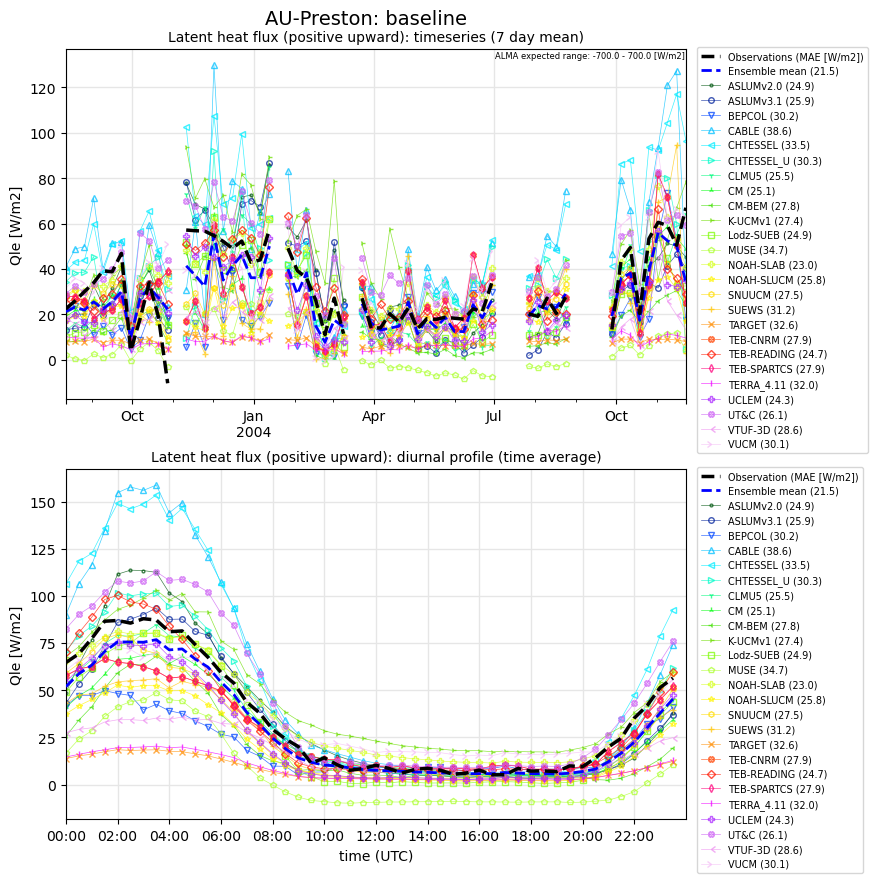 AU-Preston: baseline
Latent heat flux (positive upward): timeseries (7 day mean)
ALMA expected range: -700.0 - 700.0 [W/m2]
Qle [W/m2]
120
100
80
60
40
20
0
Oct
Jan
2004
Apr
Jul
Oct
Observations (MAE [W/m2])
Ensemble mean (21.5)
ASLUMv2.0 (24.9)
ASLUMv3.1 (25.9)
BEPCOL (30.2)
CABLE (38.6)
CHTESSEL (33.5)
CHTESSEL_U (30.3)
CLMU5 (25.5)
CM (25.1)
CM-BEM (27.8)
K-UCMv1 (27.4)
Lodz-SUEB (24.9)
MUSE (34.7)
NOAH-SLAB (23.0)
NOAH-SLUCM (25.8)
SNUUCM (27.5)
SUEWS (31.2)
TARGET (32.6)
TEB-CNRM (27.9)
TEB-READING (24.7)
TEB-SPARTCS (27.9)
TERRA_4.11 (32.0)
UCLEM (24.3)
UT&C (26.1)
VTUF-3D (28.6)
VUCM (30.1)
Latent heat flux (positive upward): diurnal profile (time average)
Qle [W/m2]
150
125
100
75
50
25
0
00:00
02:00
04:00
06:00
08:00
10:00
12:00
14:00
16:00
18:00
20:00
22:00
time (UTC)
Observation (MAE [W/m2])
Ensemble mean (21.5)
ASLUMv2.0 (24.9)
ASLUMv3.1 (25.9)
BEPCOL (30.2)
CABLE (38.6)
CHTESSEL (33.5)
CHTESSEL_U (30.3)
CLMU5 (25.5)
CM (25.1)
CM-BEM (27.8)
K-UCMv1 (27.4)
Lodz-SUEB (24.9)
MUSE (34.7)
NOAH-SLAB (23.0)
NOAH-SLUCM (25.8)
SNUUCM (27.5)
SUEWS (31.2)
TARGET (32.6)
TEB-CNRM (27.9)
TEB-READING (24.7)
TEB-SPARTCS (27.9)
TERRA_4.11 (32.0)
UCLEM (24.3)
UT&C (26.1)
VTUF-3D (28.6)
VUCM (30.1)